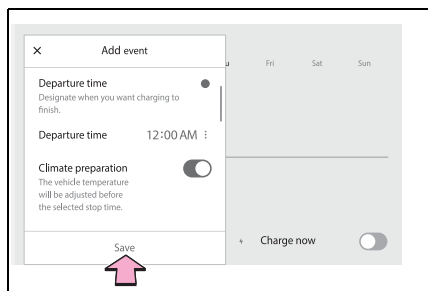 × Add event
u Fri Sat Sun
Departure time
Designate when you want charging to
finish.
Departure time 12:00 AM
Climate preparation
The vehicle temperature
will be adjusted before
the selected stop time.
Save
Charge now